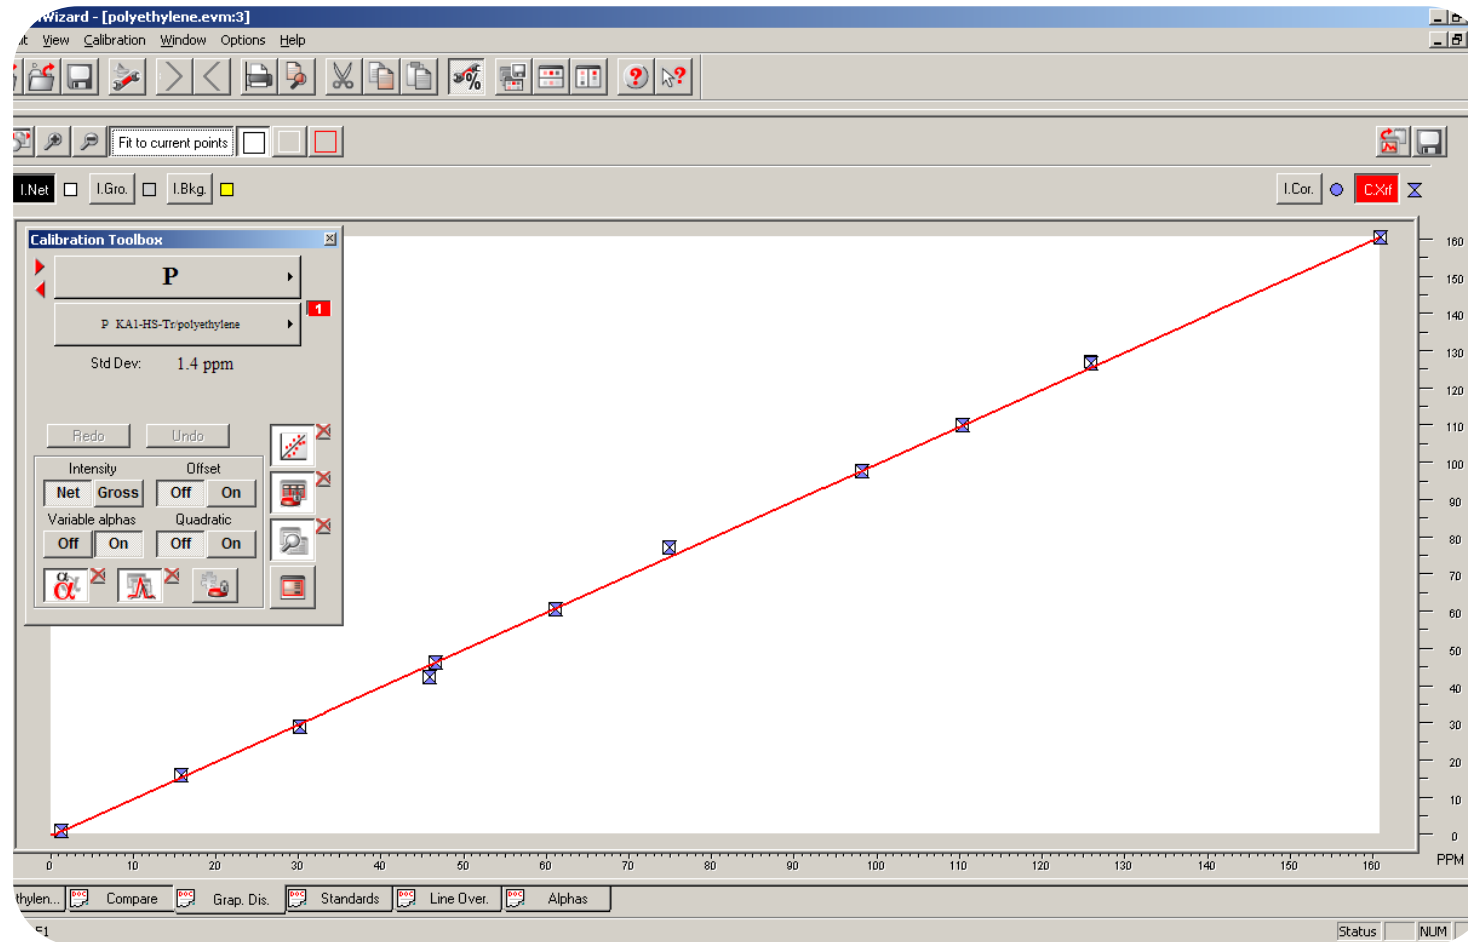 Wizard - [polyethylene.evm:3]
View Calibration Window Options Help
Fit to current points
I.Net I.Gro. I.Bkg. I.Cor. C.Xrf
Calibration Toolbox
P
1
P KA1-HS-Tr/polyethylene
Std Dev: 1.4 ppm
Redo Undo
Intensity Offset
Net Gross Off On
Variable alphas Quadratic
Off On Off On
160
150
140
130
120
110
100
90
80
70
60
50
40
30
20
10
0
0 10 20 30 40 50 60 70 80 90 100 110 120 130 140 150 160 PPM
thylen... Compare Grap. Dis. Standards Line Over. Alphas
Status NUM